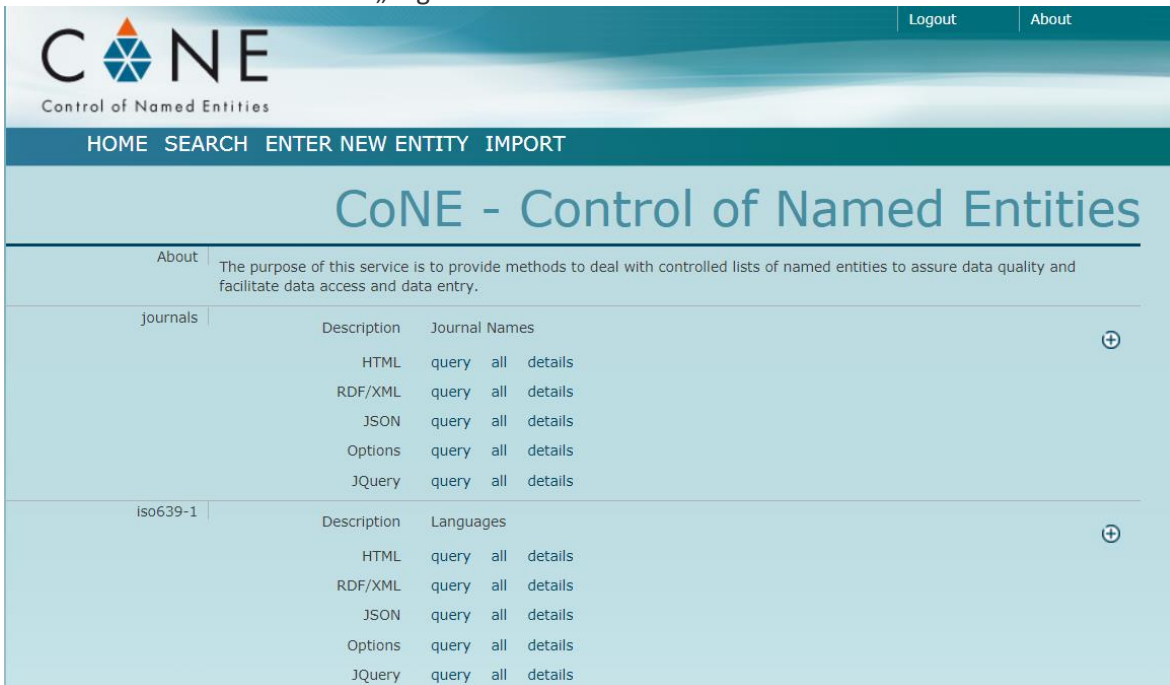 Logout About
C NE
Control of Named Entities
HOME SEARCH ENTER NEW ENTITY IMPORT
CoNE - Control of Named Entities
About
The purpose of this service is to provide methods to deal with controlled lists of named entities to assure data quality and
facilitate data access and data entry.
journals
Description Journal Names
HTML query all details
RDF/XML query all details
JSON query all details
Options query all details
JQuery query all details
iso639-1
Description Languages
HTML query all details
RDF/XML query all details
JSON query all details
Options query all details
JQuery query all details